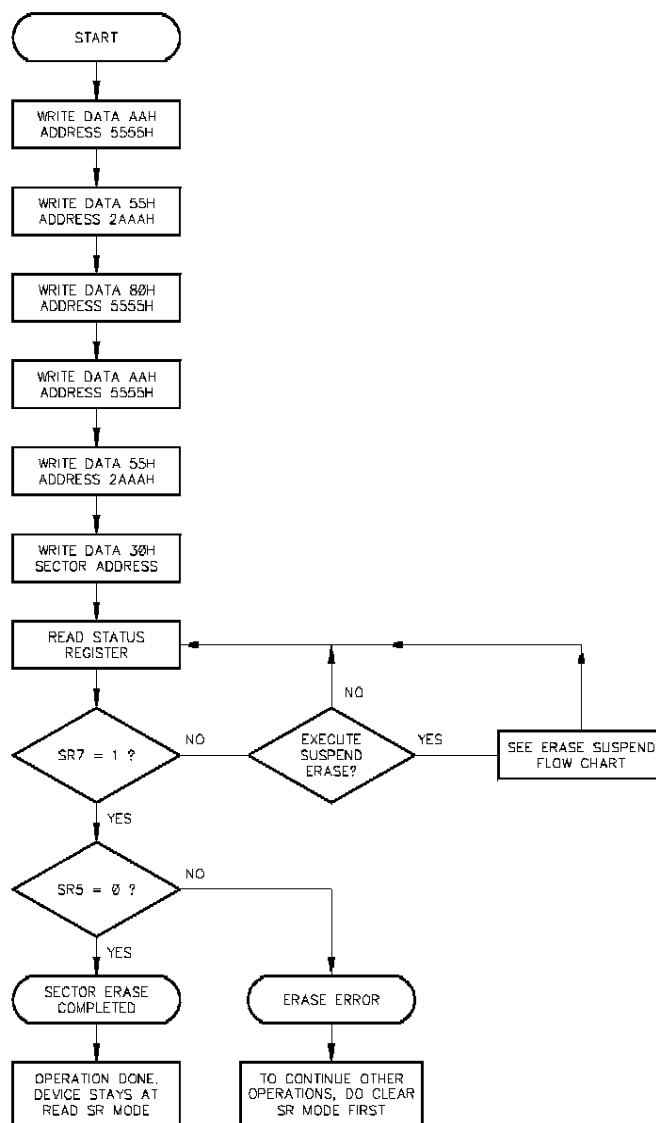 START
WRITE DATA AAH
ADDRESS 5555H
WRITE DATA 55H
ADDRESS 2AAAH
WRITE DATA 80H
ADDRESS 5555H
WRITE DATA AAH
ADDRESS 5555H
WRITE DATA 55H
ADDRESS 2AAAH
WRITE DATA 30H
SECTOR ADDRESS
READ STATUS
REGISTER
NO
SR7 = 1 ?
NO
EXECUTE
SUSPEND
ERASE?
YES
SEE ERASE SUSPEND
FLOW CHART
YES
SR5 = 0 ?
NO
YES
SECTOR ERASE
COMPLETED
ERASE ERROR
OPERATION DONE,
DEVICE STAYS AT
READ SR MODE
TO CONTINUE OTHER
OPERATIONS, DO CLEAR
SR MODE FIRST